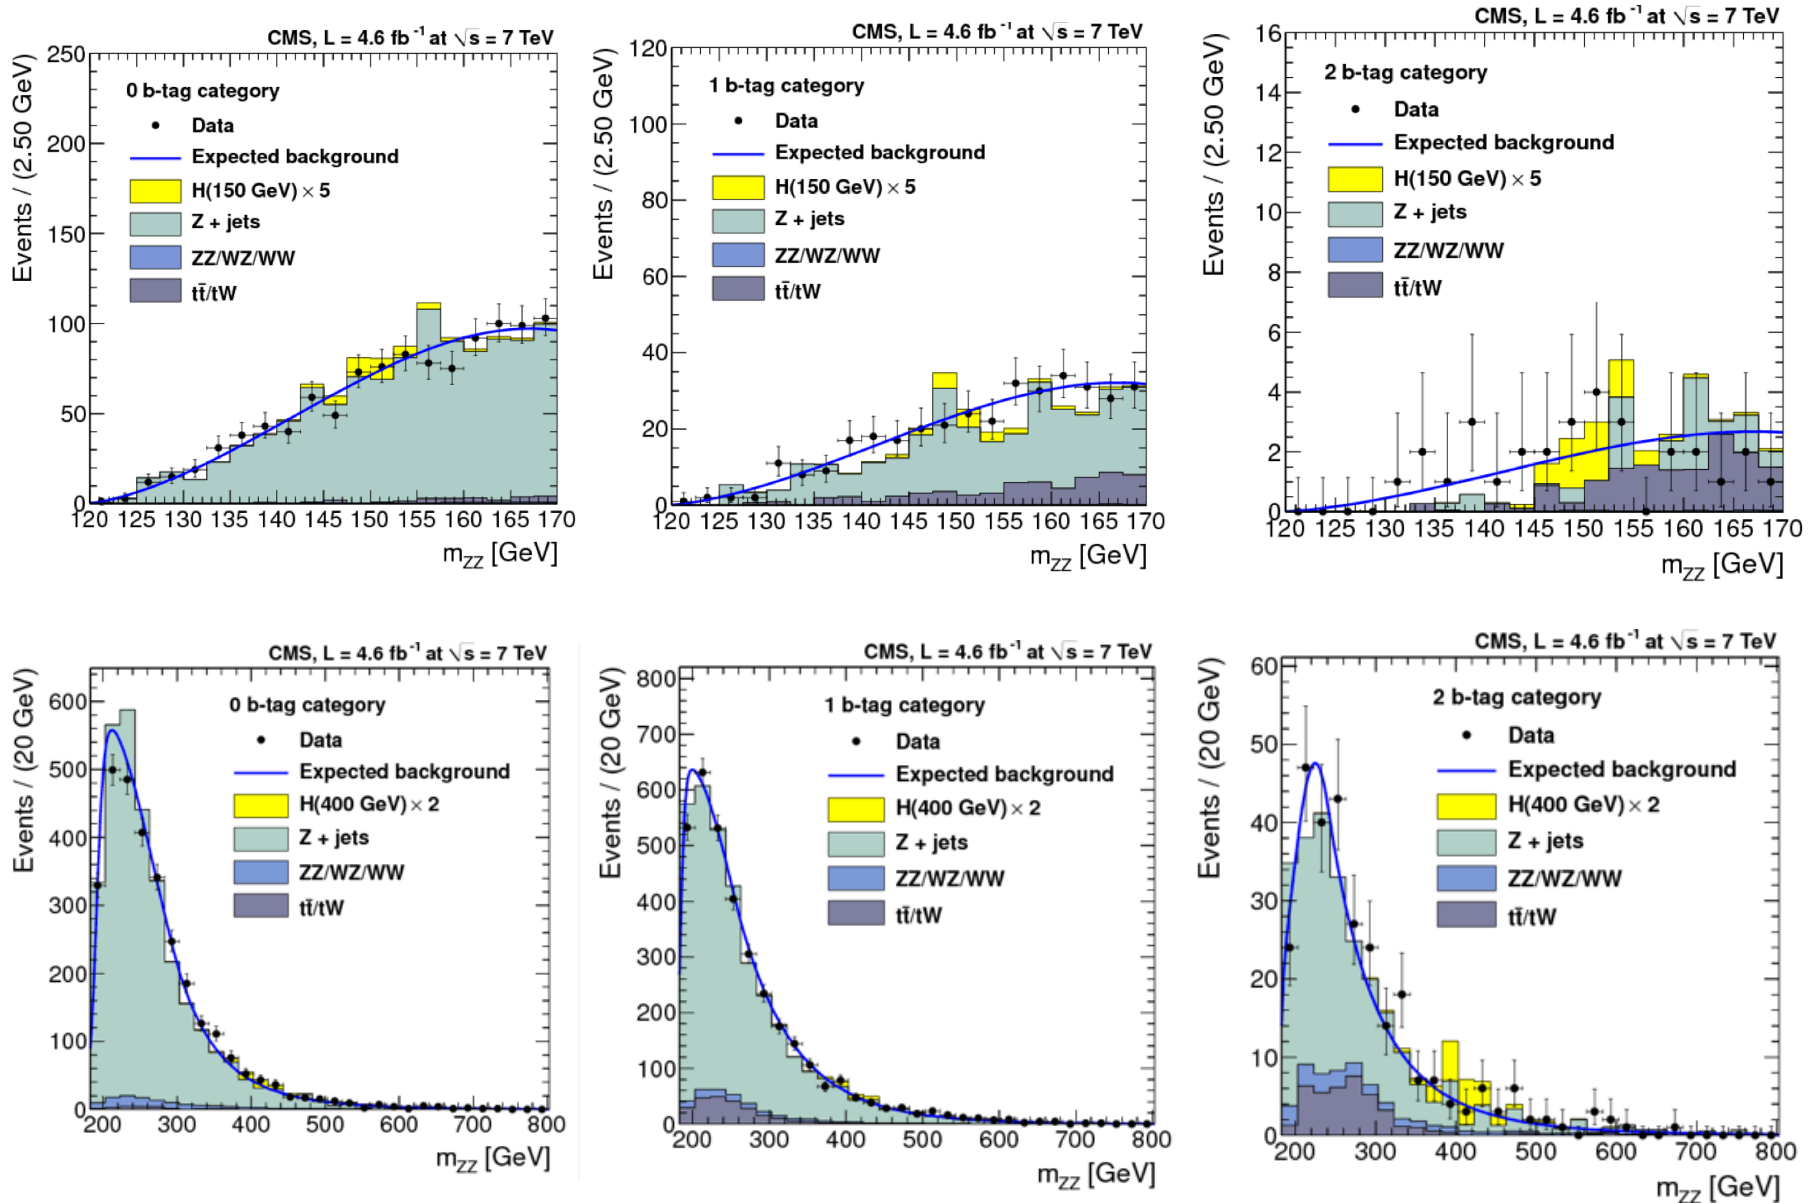 CMS, L = 4.6 fb⁻¹ at √s = 7 TeV
Events / (2.50 GeV)
250
200
150
100
50
0
0 b-tag category
Data
Expected background
H(150 GeV) × 5
Z + jets
ZZ/WZ/WW
tt̄/tW
120 125 130 135 140 145 150 155 160 165 170
m_ZZ [GeV]
CMS, L = 4.6 fb⁻¹ at √s = 7 TeV
Events / (2.50 GeV)
120
100
80
60
40
20
0
1 b-tag category
Data
Expected background
H(150 GeV) × 5
Z + jets
ZZ/WZ/WW
tt̄/tW
120 125 130 135 140 145 150 155 160 165 170
m_ZZ [GeV]
CMS, L = 4.6 fb⁻¹ at √s = 7 TeV
Events / (2.50 GeV)
16
14
12
10
8
6
4
2
0
2 b-tag category
Data
Expected background
H(150 GeV) × 5
Z + jets
ZZ/WZ/WW
tt̄/tW
120 125 130 135 140 145 150 155 160 165 170
m_ZZ [GeV]
CMS, L = 4.6 fb⁻¹ at √s = 7 TeV
Events / (20 GeV)
600
500
400
300
200
100
0
0 b-tag category
Data
Expected background
H(400 GeV) × 2
Z + jets
ZZ/WZ/WW
tt̄/tW
200 300 400 500 600 700 800
m_ZZ [GeV]
CMS, L = 4.6 fb⁻¹ at √s = 7 TeV
Events / (20 GeV)
800
700
600
500
400
300
200
100
0
1 b-tag category
Data
Expected background
H(400 GeV) × 2
Z + jets
ZZ/WZ/WW
tt̄/tW
200 300 400 500 600 700 800
m_ZZ [GeV]
CMS, L = 4.6 fb⁻¹ at √s = 7 TeV
Events / (20 GeV)
60
50
40
30
20
10
0
2 b-tag category
Data
Expected background
H(400 GeV) × 2
Z + jets
ZZ/WZ/WW
tt̄/tW
200 300 400 500 600 700 800
m_ZZ [GeV]